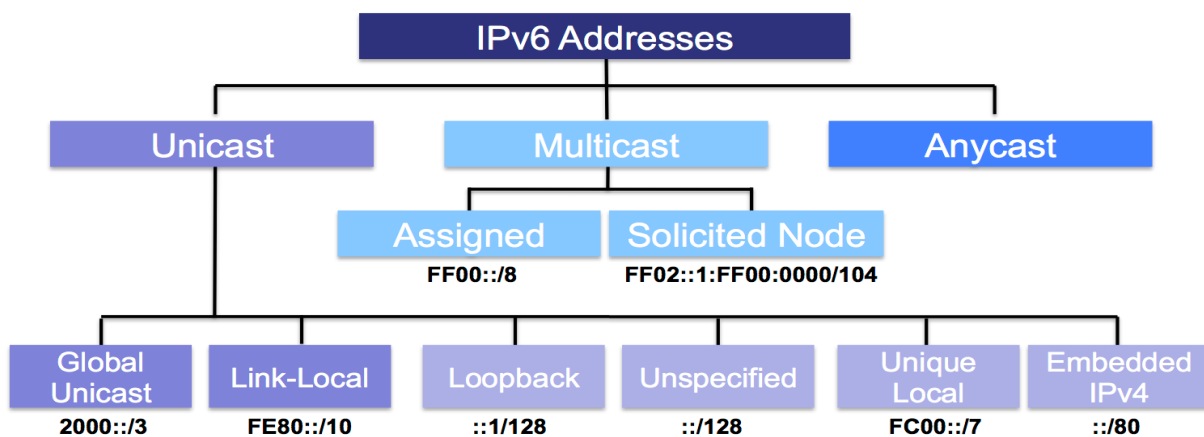 IPv6 Addresses
Unicast
Multicast
Anycast
Assigned
Solicited Node
FF00::/8
FF02::1:FF00:0000/104
Global
Unicast
Link-Local
Loopback
Unspecified
Unique
Local
Embedded
IPv4
2000::/3
FE80::/10
::1/128
::/128
FC00::/7
::/80